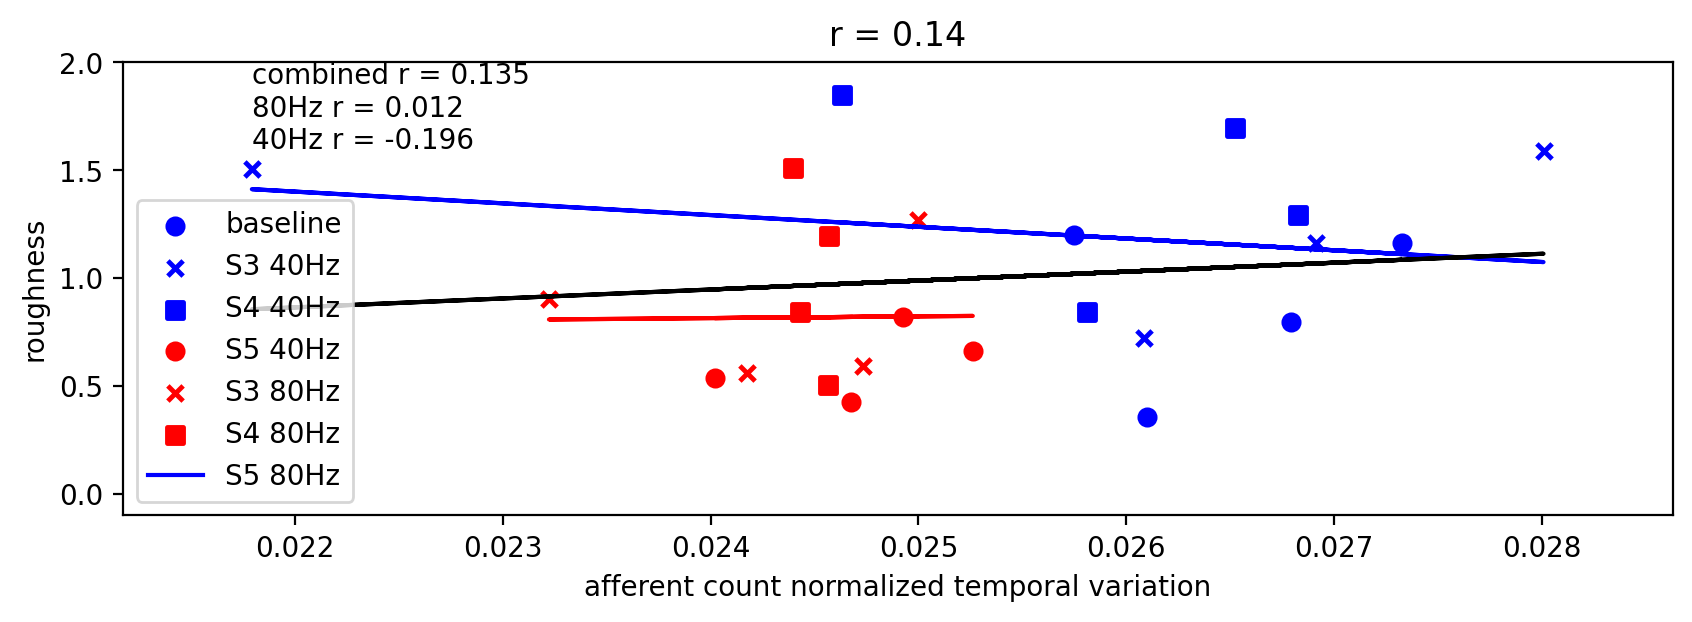 r = 0.14
combined r = 0.135
80Hz r = 0.012
40Hz r = -0.196
2.0
1.5
1.0
0.5
0.0
roughness
baseline
S3 40Hz
S4 40Hz
S5 40Hz
S3 80Hz
S4 80Hz
S5 80Hz
0.022 0.023 0.024 0.025 0.026 0.027 0.028
afferent count normalized temporal variation